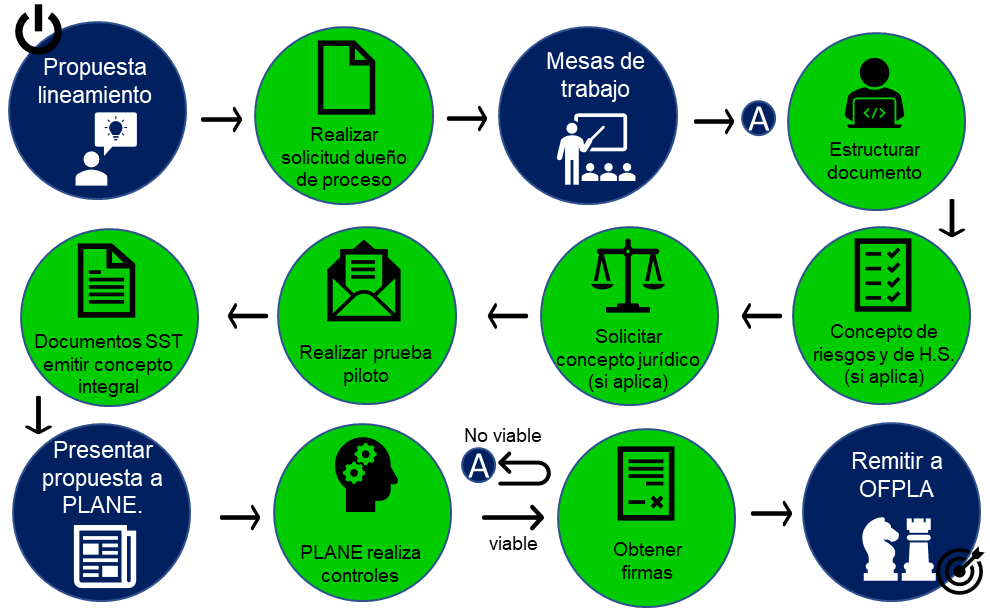 Propuesta
lineamiento
Realizar
solicitud dueño
de proceso
Mesas de
trabajo
A
Estructurar
documento
Concepto de
riesgos y de H.S.
(si aplica)
Solicitar
concepto jurídico
(si aplica)
Realizar prueba
piloto
Documentos SST
emitir concepto
integral
Presentar
propuesta a
PLANE.
PLANE realiza
controles
No viable
A
viable
Obtener
firmas
Remitir a
OFPLA